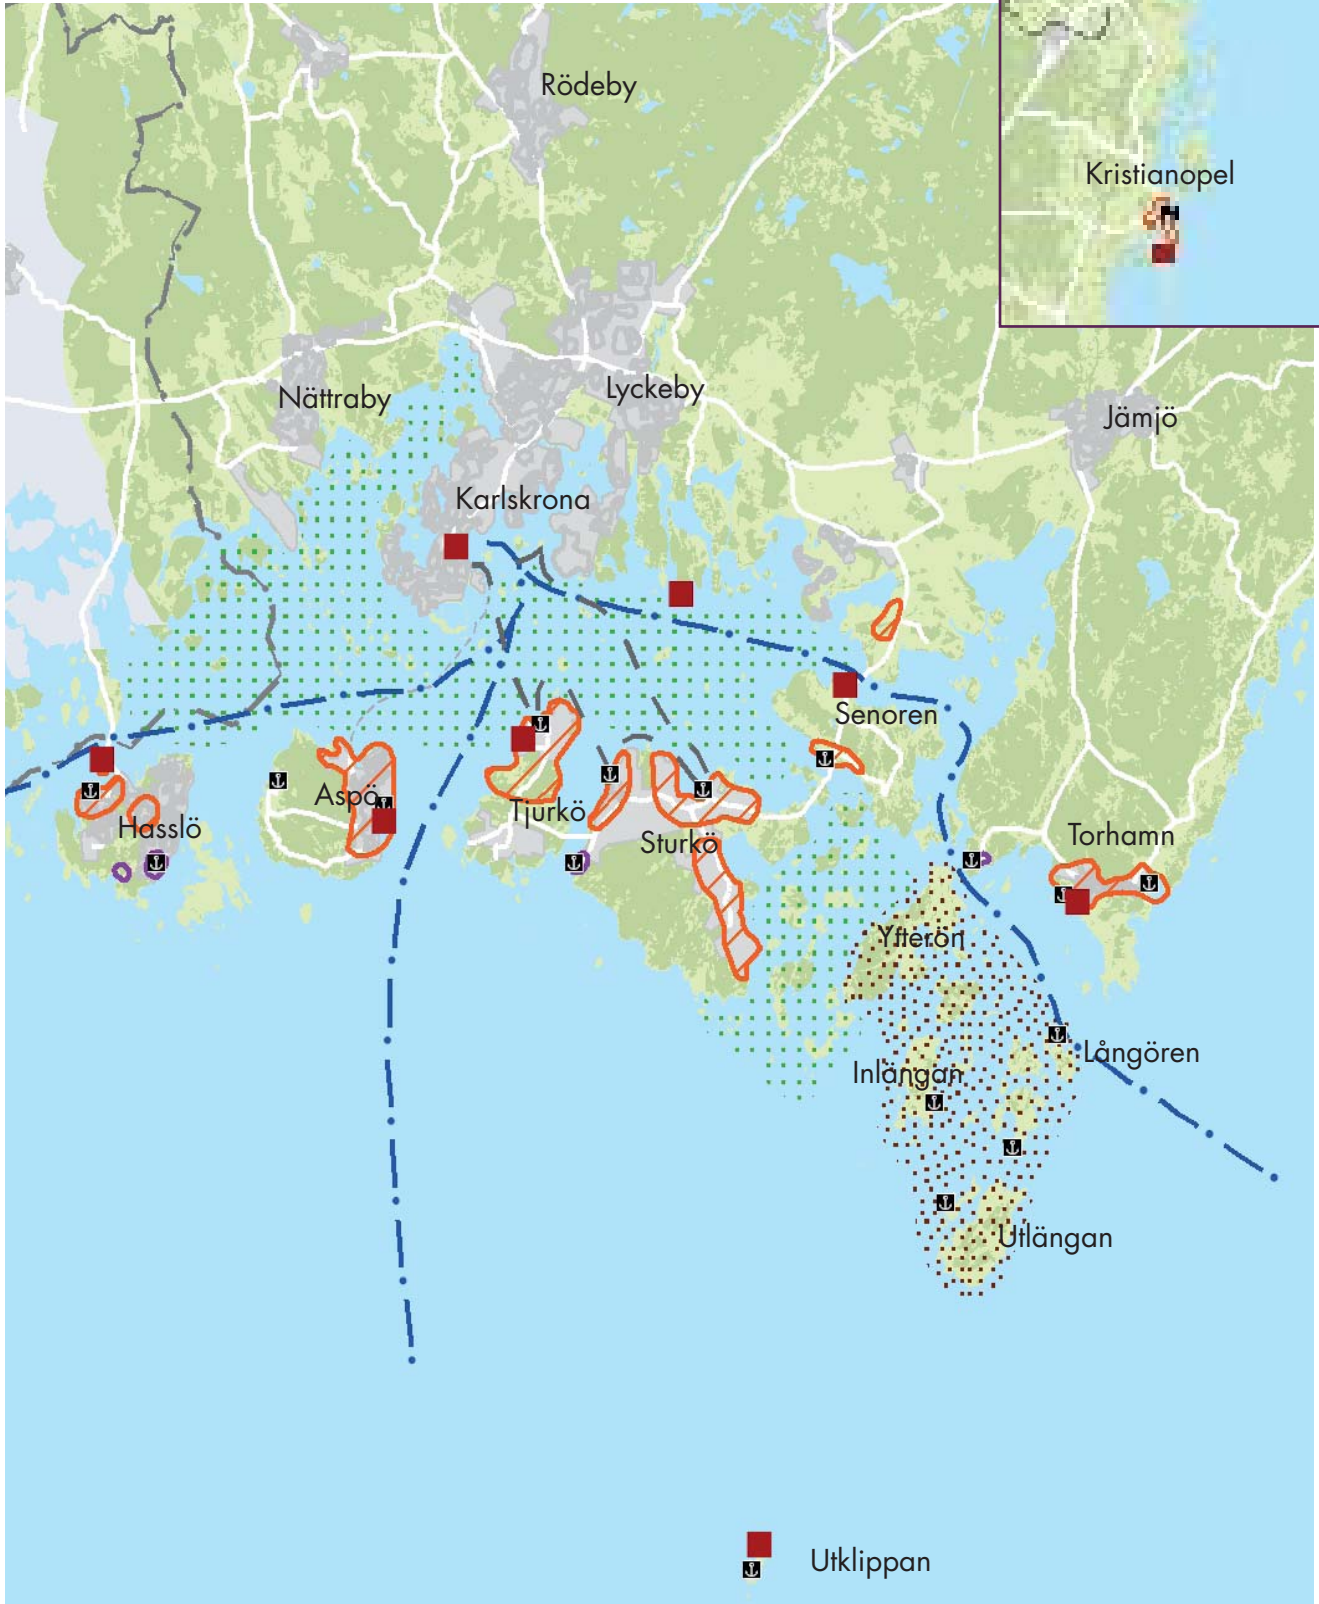 Rödeby
Kristianopel
Nättraby
Lyckeby
Jämjö
Karlskrona
Senoren
Aspö
Tjurkö
Hasslö
Sturkö
Torhamn
Ytterön
Långören
Inlängan
Utlängan
Utklippan